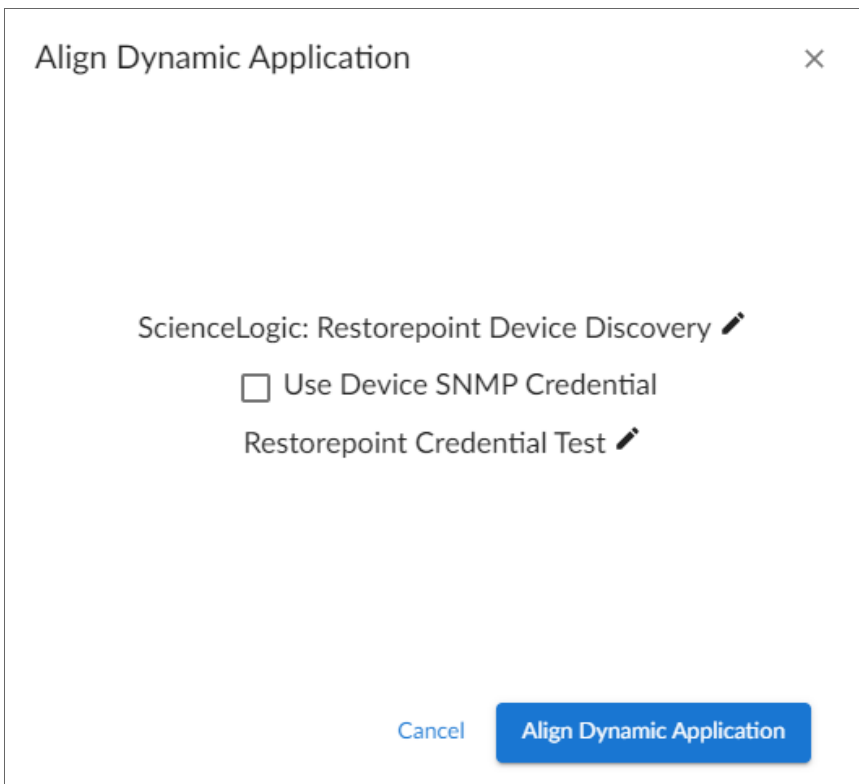 Align Dynamic Application
ScienceLogic: Restorepoint Device Discovery
Use Device SNMP Credential
Restorepoint Credential Test
Cancel
Align Dynamic Application